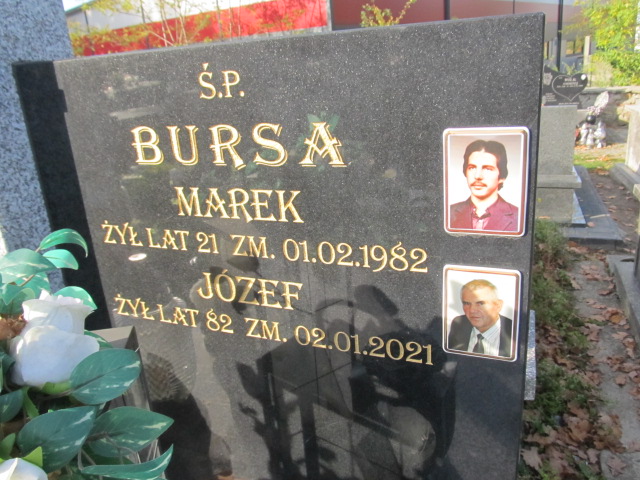 Ś.P.
BURSA
MAREK
ŻYŁ LAT 21 ZM. 01.02.1982
JÓZEF
ŻYŁ LAT 82 ZM. 02.01.2021